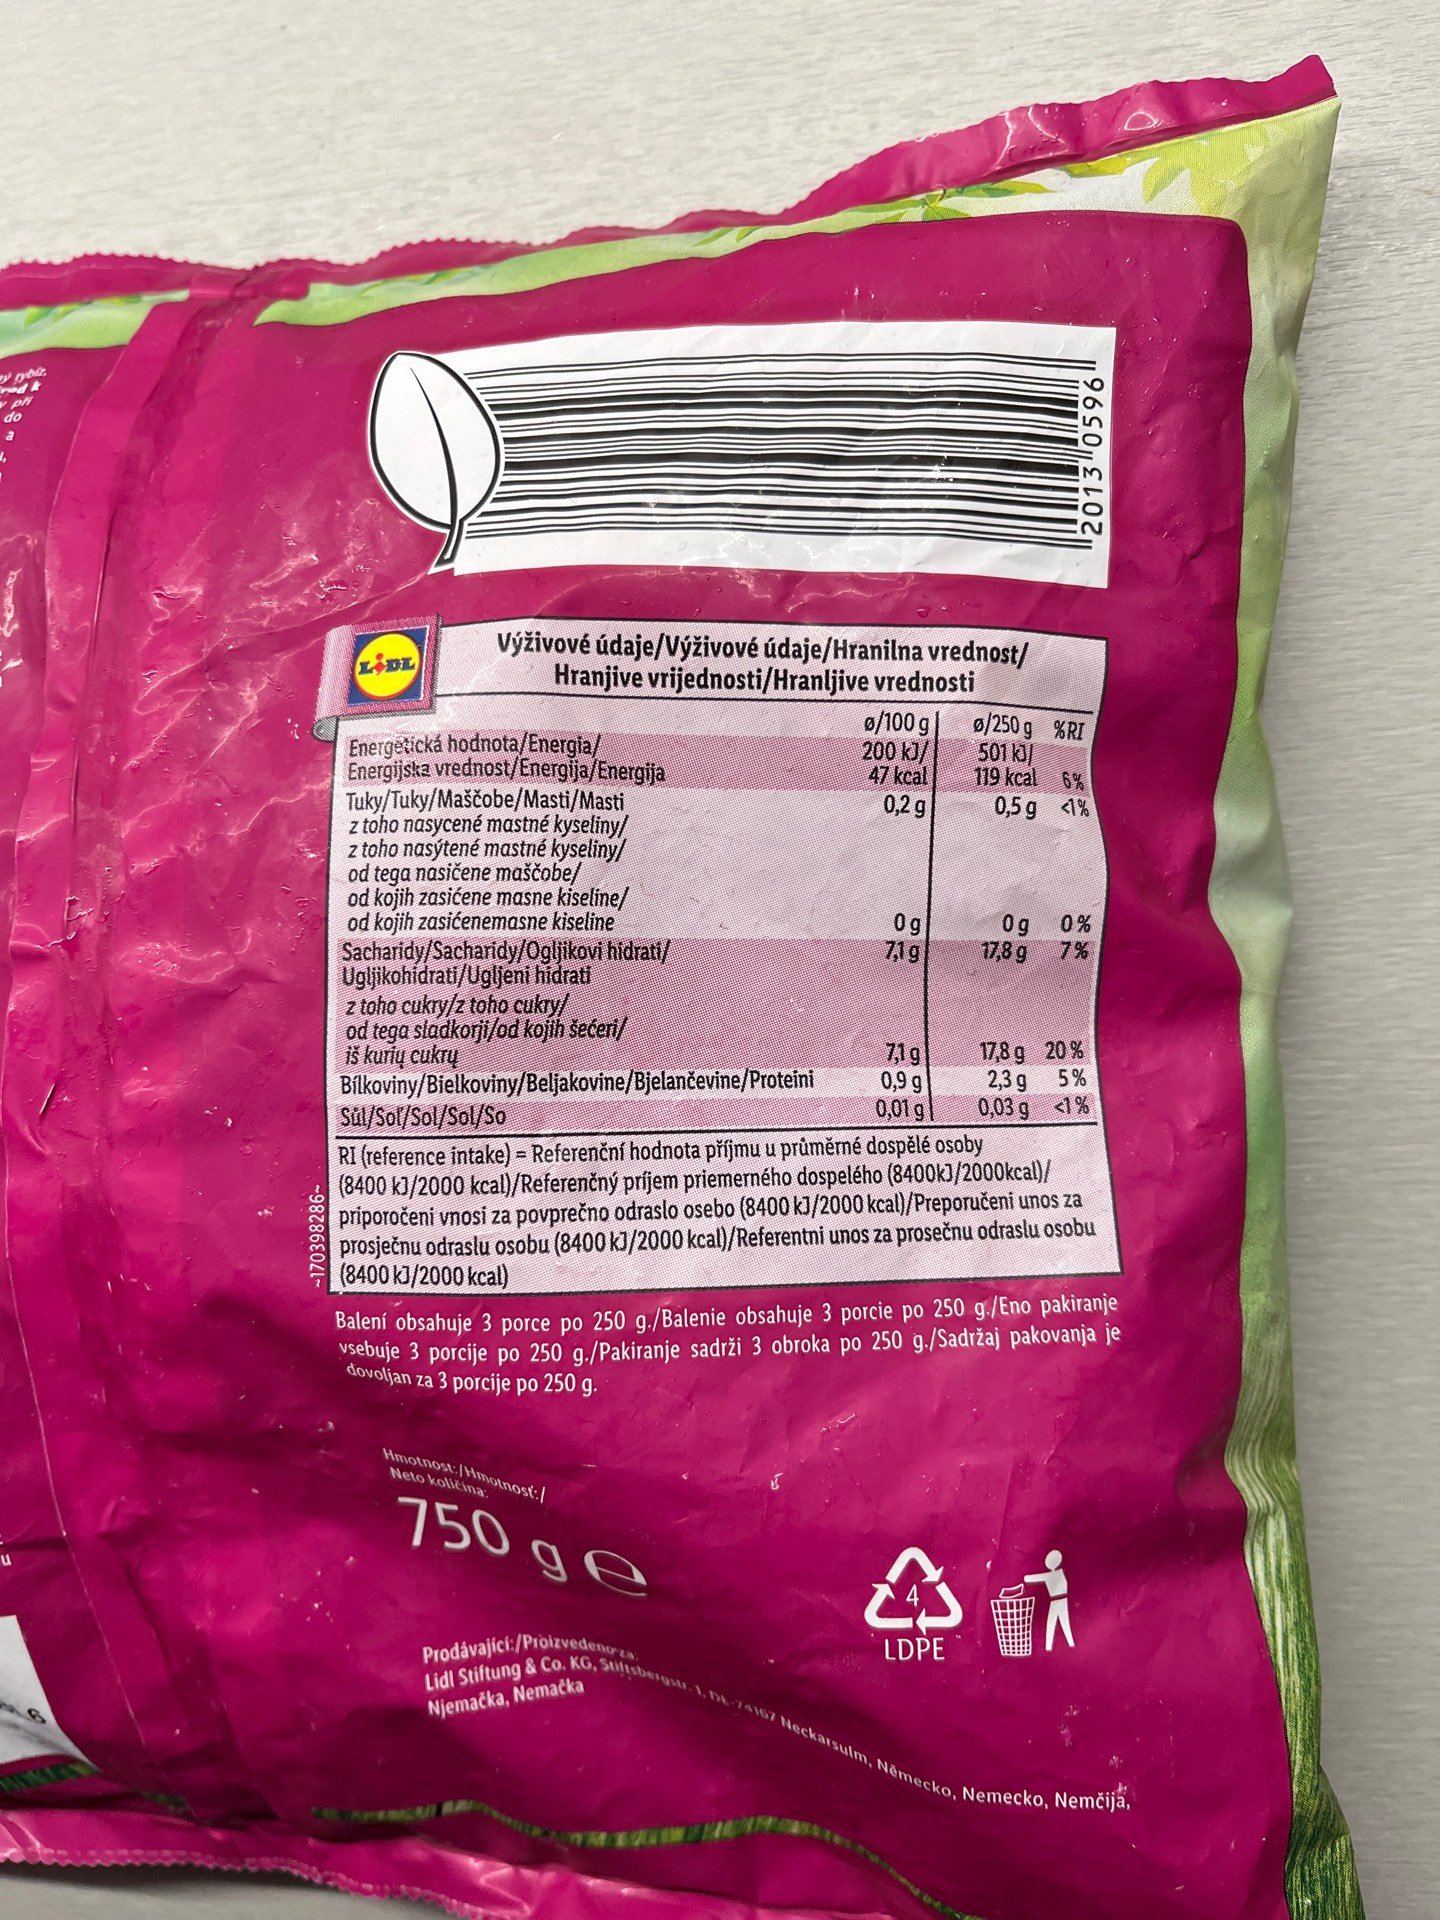 ý rybíz,
při
do
a
2013 0596
LIDL
Výživové údaje/Výživové údaje/Hranilna vrednost/
Hranjive vrijednosti/Hranljive vrednosti
ø/100 g ø/250 g %RI
Energetická hodnota/Energia/ 200 kJ/ 501 kJ/
Energijska vrednost/Energija/Energija 47 kcal 119 kcal 6%
Tuky/Tuky/Maščobe/Masti/Masti 0,2 g 0,5 g <1%
z toho nasycené mastné kyseliny/
z toho nasýtené mastné kyseliny/
od tega nasičene maščobe/
od kojih zasićene masne kiseline/
od kojih zasićenemasne kiseline 0 g 0 g 0%
Sacharidy/Sacharidy/Ogljikovi hidrati/ 7,1 g 17,8 g 7%
Ugljikohidrati/Ugljeni hidrati
z toho cukry/z toho cukry/
od tega sladkorji/od kojih šećeri/
iš kurių cukrų 7,1 g 17,8 g 20%
Bílkoviny/Bielkoviny/Beljakovine/Bjelančevine/Proteini 0,9 g 2,3 g 5%
Sůl/Soľ/Sol/Sol/So 0,01 g 0,03 g <1%
RI (reference intake) = Referenční hodnota příjmu u průměrné dospělé osoby
(8400 kJ/2000 kcal)/Referenčný príjem priemerného dospelého (8400kJ/2000kcal)/
priporočeni vnosi za povprečno odraslo osebo (8400 kJ/2000 kcal)/Preporučeni unos za
prosječnu odraslu osobu (8400 kJ/2000 kcal)/Referentni unos za prosečnu odraslu osobu
(8400 kJ/2000 kcal)
~170398286~
Balení obsahuje 3 porce po 250 g./Balenie obsahuje 3 porcie po 250 g./Eno pakiranje
vsebuje 3 porcije po 250 g./Pakiranje sadrži 3 obroka po 250 g./Sadržaj pakovanja je
dovoljan za 3 porcije po 250 g.
Hmotnost:/Hmotnosť:/
Neto količina:
750 g e
4
LDPE
Prodávající:/Proizvedeno za:
Lidl Stiftung & Co. KG, Stiftsbergstr. 1, DE-74167 Neckarsulm, Německo, Nemecko, Nemčija,
Njemačka, Nemačka